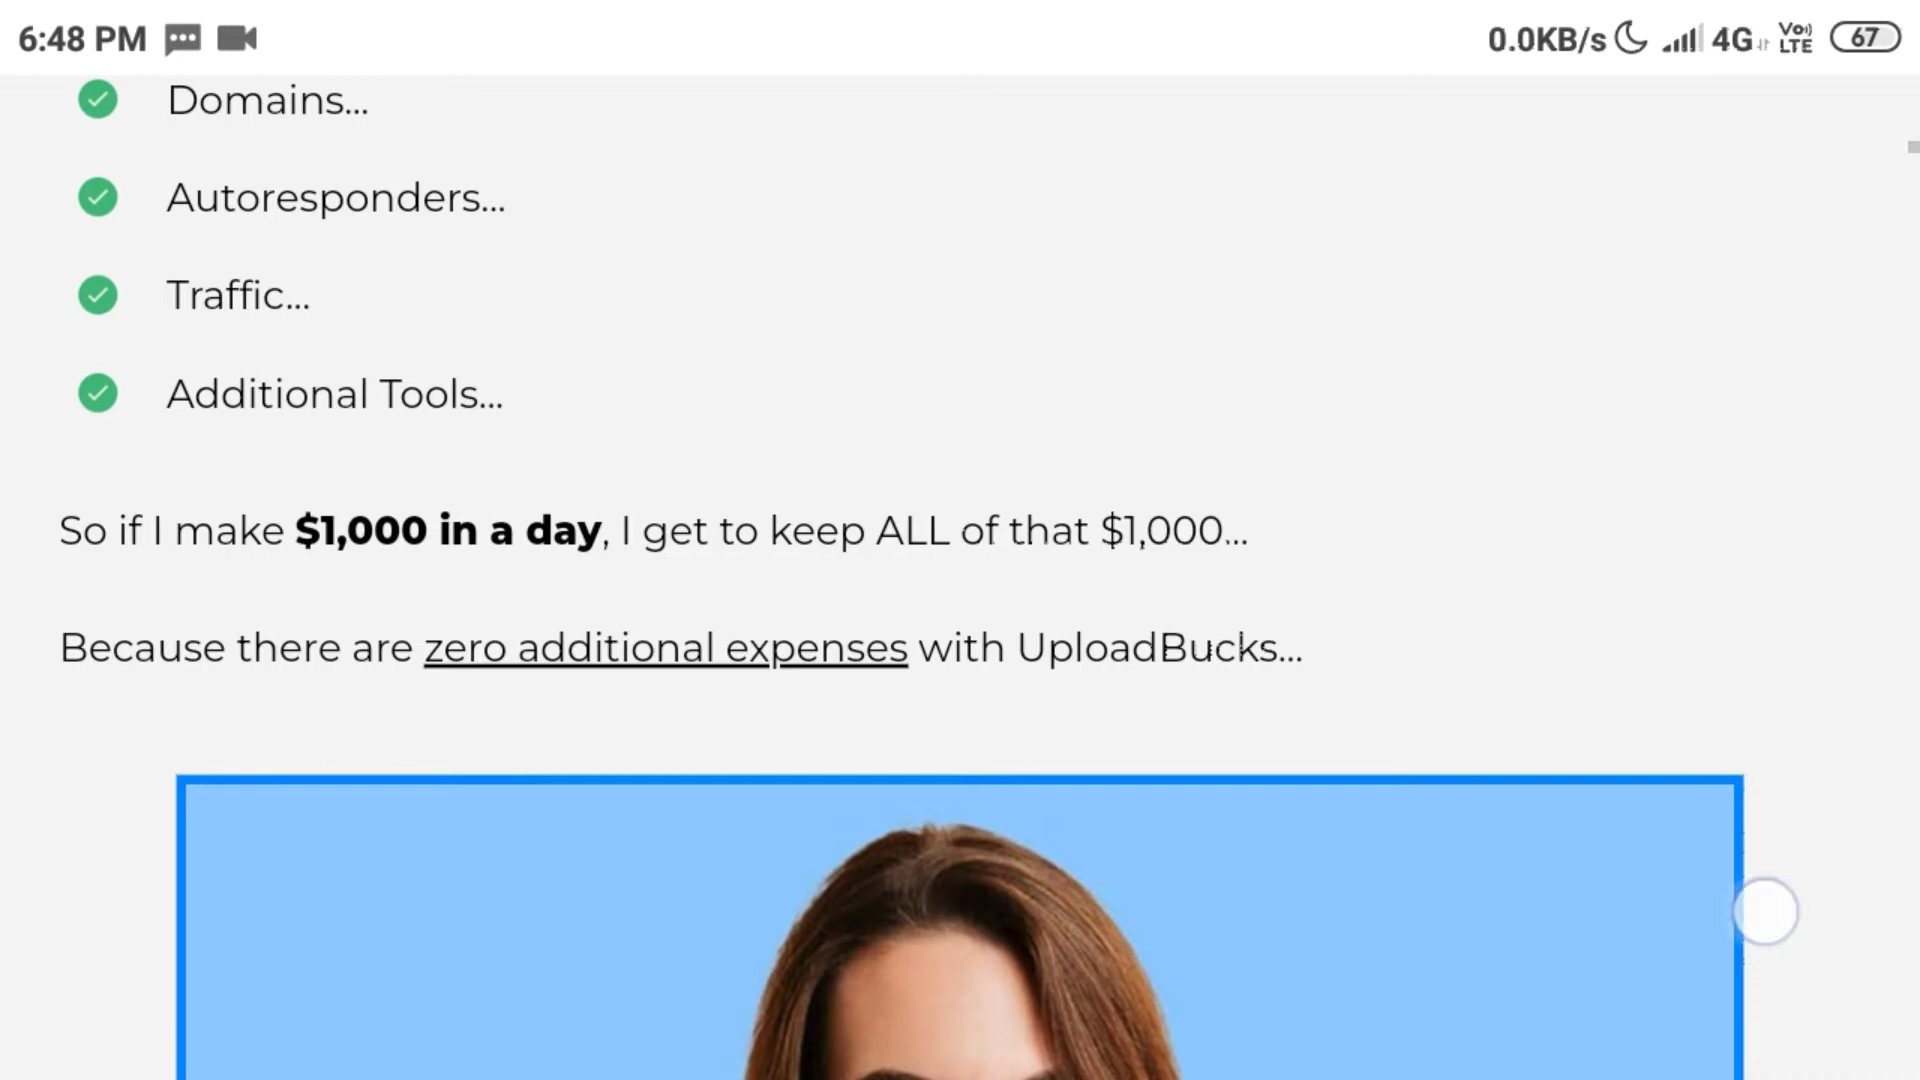 6:48 PM 0.0KB/s 4G Vo) LTE 67
Domains...
Autoresponders...
Traffic...
Additional Tools...
So if I make $1,000 in a day, I get to keep ALL of that $1,000...
Because there are zero additional expenses with UploadBucks...